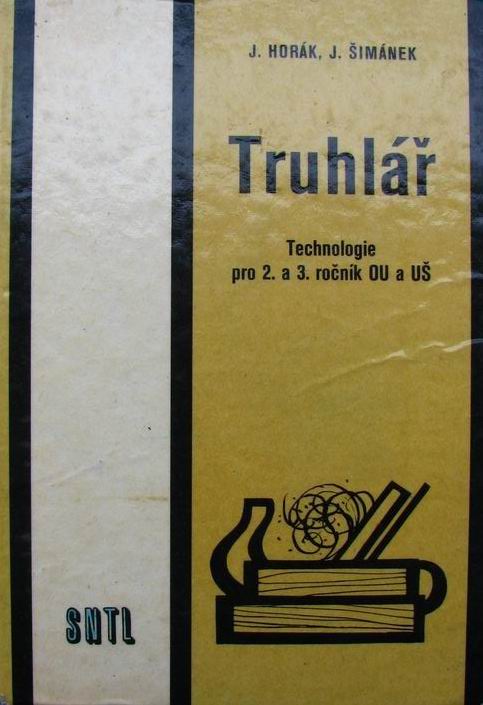 J. HORÁK, J. ŠIMÁNEK
Truhlář
Technologie
pro 2. a 3. ročník OU a UŠ
SNTL